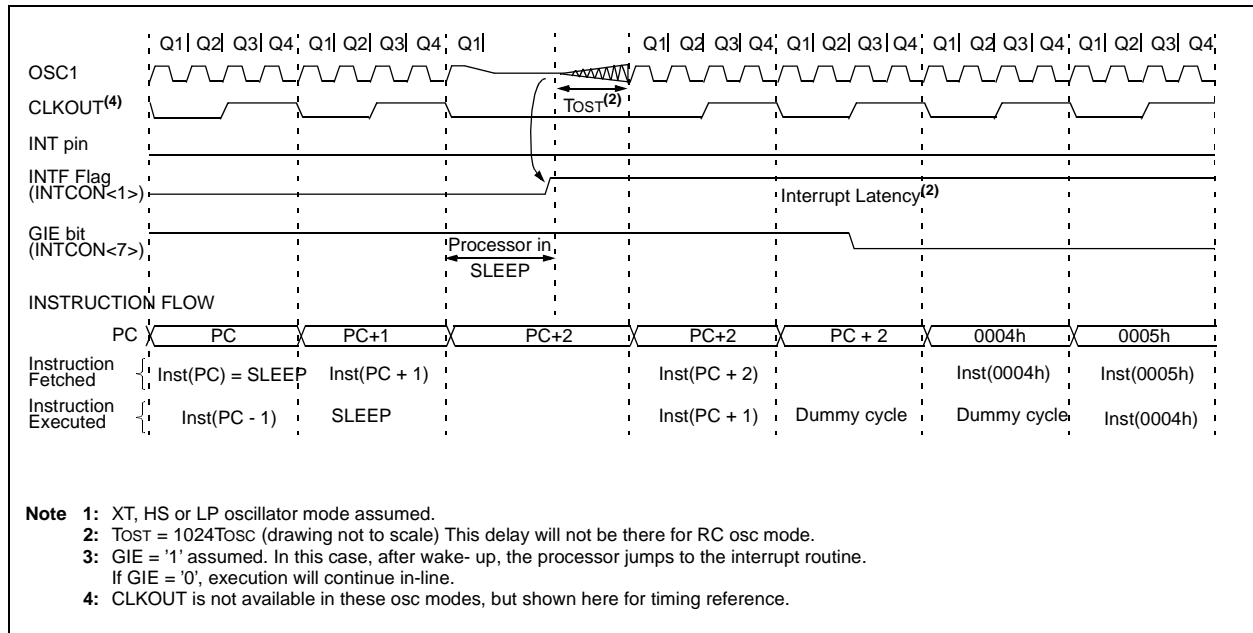 Q1 Q2 Q3 Q4 Q1 Q2 Q3 Q4 Q1 Q1 Q2 Q3 Q4 Q1 Q2 Q3 Q4 Q1 Q2 Q3 Q4 Q1 Q2 Q3 Q4
OSC1
CLKOUT(4)
TOST(2)
INT pin
INTF Flag
(INTCON<1>)
Interrupt Latency(2)
GIE bit
(INTCON<7>)
Processor in
SLEEP
INSTRUCTION FLOW
PC PC PC+1 PC+2 PC+2 PC + 2 0004h 0005h
Instruction
Fetched
Inst(PC) = SLEEP Inst(PC + 1) Inst(PC + 2) Inst(0004h) Inst(0005h)
Instruction
Executed
Inst(PC - 1) SLEEP Inst(PC + 1) Dummy cycle Dummy cycle Inst(0004h)
Note 1: XT, HS or LP oscillator mode assumed.
2: TOST = 1024TOSC (drawing not to scale) This delay will not be there for RC osc mode.
3: GIE = '1' assumed. In this case, after wake- up, the processor jumps to the interrupt routine.
If GIE = '0', execution will continue in-line.
4: CLKOUT is not available in these osc modes, but shown here for timing reference.